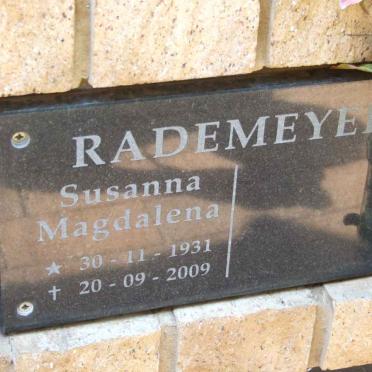 RADEMEYE
Susanna
Magdalena
★ 30 - 11 - 1931
✝ 20 - 09 - 2009